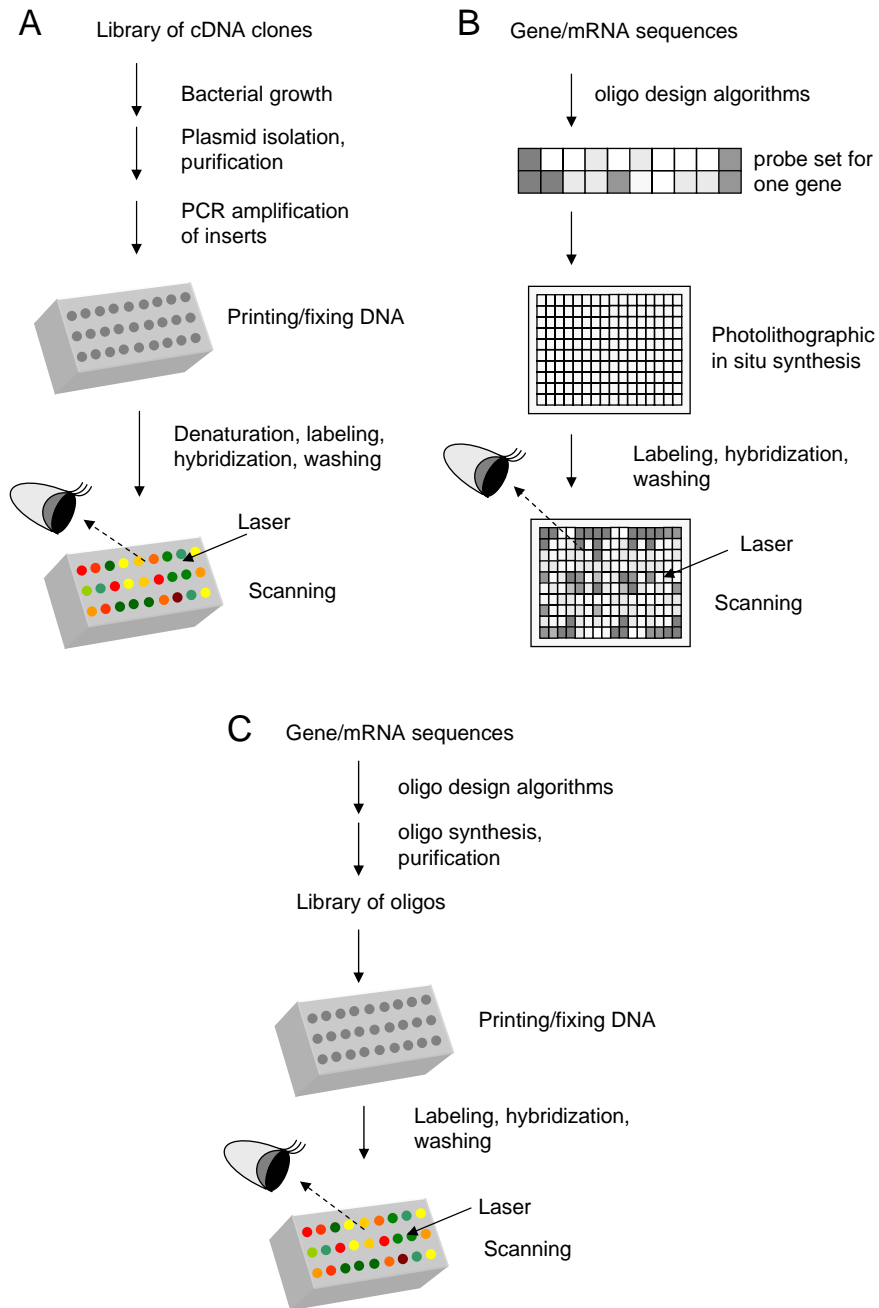 A
Library of cDNA clones
Bacterial growth
Plasmid isolation,
purification
PCR amplification
of inserts
Printing/fixing DNA
Denaturation, labeling,
hybridization, washing
Laser
Scanning
B
Gene/mRNA sequences
oligo design algorithms
probe set for
one gene
Photolithographic
in situ synthesis
Labeling, hybridization,
washing
Laser
Scanning
C
Gene/mRNA sequences
oligo design algorithms
oligo synthesis,
purification
Library of oligos
Printing/fixing DNA
Labeling, hybridization,
washing
Laser
Scanning